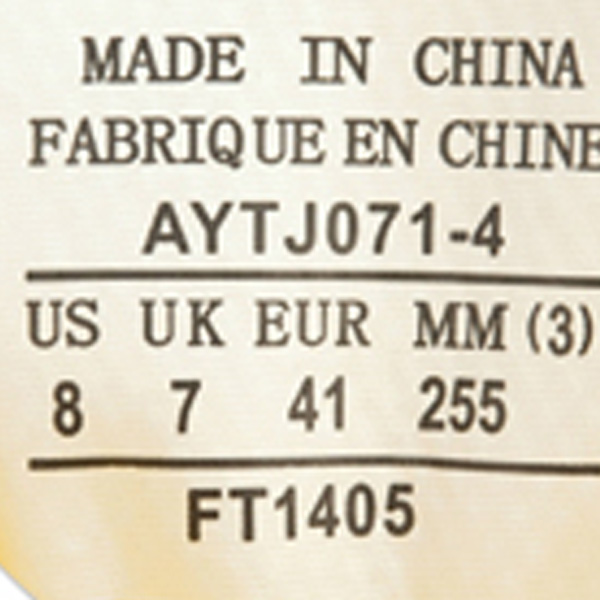 MADE IN CHINA
FABRIQUE EN CHINE
AYTJ071-4
US UK EUR MM (3)
8 7 41 255
FT1405